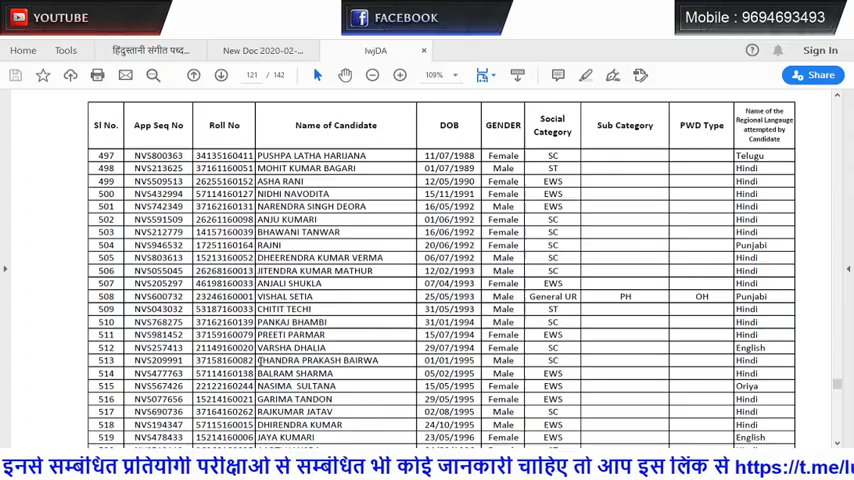 YOUTUBE
FACEBOOK
Mobile : 9694693493
Home Tools हिंदुस्तानी संगीत पध्द... New Doc 2020-02-... IwjDA × Sign In
121 / 142 109% Share
Sl No. App Seq No Roll No Name of Candidate DOB GENDER Social Category Sub Category PWD Type Name of the Regional Langauge attempted by Candidate
497 NVS800363 34135160411 PUSHPA LATHA HARIJANA 11/07/1988 Female SC Telugu
498 NVS213625 37161160051 MOHIT KUMAR BAGARI 01/07/1989 Male ST Hindi
499 NVS509513 26255160152 ASHA RANI 12/05/1990 Female EWS Hindi
500 NVS432994 57114160127 NIDHI NAVODITA 15/11/1991 Female EWS Hindi
501 NVS742349 37162160131 NARENDRA SINGH DEORA 16/05/1992 Male EWS Hindi
502 NVS591509 26261160098 ANJU KUMARI 01/06/1992 Female SC Hindi
503 NVS212779 14157160039 BHAWANI TANWAR 16/06/1992 Female SC Hindi
504 NVS946532 17251160164 RAJNI 20/06/1992 Female SC Punjabi
505 NVS803613 15213160052 DHEERENDRA KUMAR VERMA 06/07/1992 Male SC Hindi
506 NVS055045 26268160013 JITENDRA KUMAR MATHUR 12/02/1993 Male SC Hindi
507 NVS205297 46198160033 ANJALI SHUKLA 07/04/1993 Female EWS Hindi
508 NVS600732 23246160001 VISHAL SETIA 25/05/1993 Male General UR PH OH Punjabi
509 NVS043032 53187160033 CHITIT TECHI 31/05/1993 Male ST Hindi
510 NVS768275 37162160139 PANKAJ BHAMBI 31/01/1994 Male SC Hindi
511 NVS981452 37159160079 PREETI PARMAR 15/07/1994 Female EWS Hindi
512 NVS257413 21149160020 VARSHA DHALIA 29/07/1994 Female SC English
513 NVS209991 37158160082 CHANDRA PRAKASH BAIRWA 01/01/1995 Male SC Hindi
514 NVS477763 57114160138 BALRAM SHARMA 05/02/1995 Male EWS Hindi
515 NVS567426 22122160244 NASIMA SULTANA 15/05/1995 Female EWS Oriya
516 NVS077656 15214160021 GARIMA TANDON 29/05/1995 Female EWS Hindi
517 NVS690736 37164160262 RAJKUMAR JATAV 02/08/1995 Male SC Hindi
518 NVS194347 57115160015 DHIRENDRA KUMAR 24/10/1995 Male EWS Hindi
519 NVS478433 15214160006 JAYA KUMARI 23/05/1996 Female EWS English
इनसे सम्बंधित प्रतियोगी परीक्षाओ से सम्बंधित भी कोई जानकारी चाहिए तो आप इस लिंक से https://t.me/lu